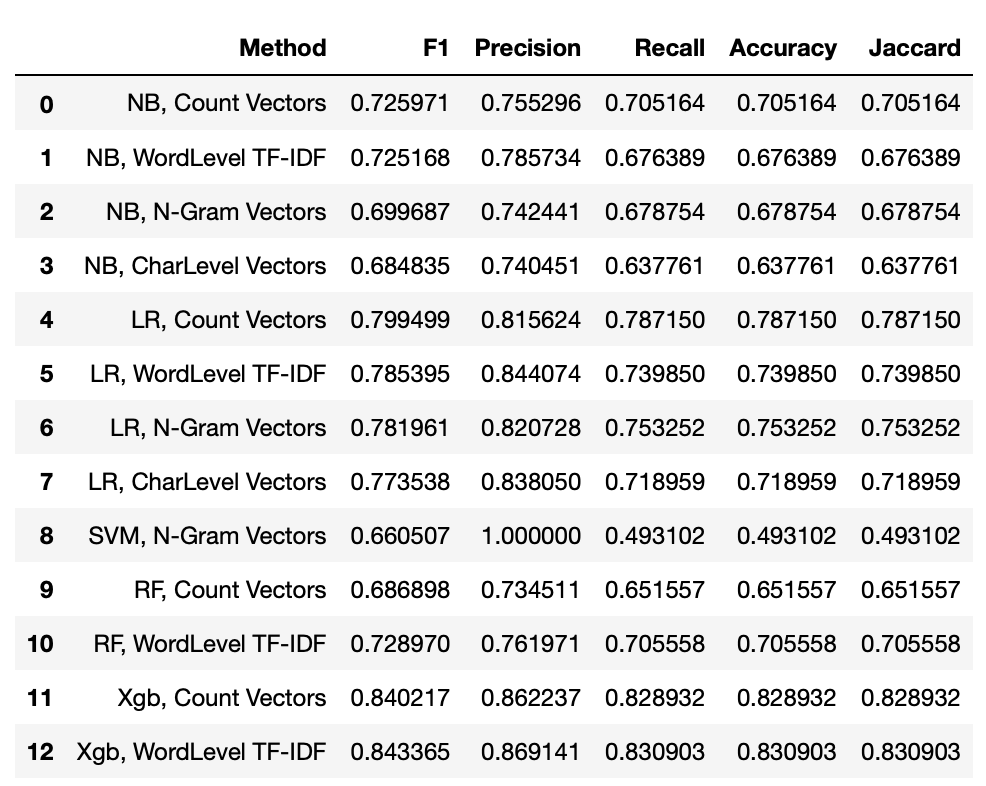 Method F1 Precision Recall Accuracy Jaccard
0 NB, Count Vectors 0.725971 0.755296 0.705164 0.705164 0.705164
1 NB, WordLevel TF-IDF 0.725168 0.785734 0.676389 0.676389 0.676389
2 NB, N-Gram Vectors 0.699687 0.742441 0.678754 0.678754 0.678754
3 NB, CharLevel Vectors 0.684835 0.740451 0.637761 0.637761 0.637761
4 LR, Count Vectors 0.799499 0.815624 0.787150 0.787150 0.787150
5 LR, WordLevel TF-IDF 0.785395 0.844074 0.739850 0.739850 0.739850
6 LR, N-Gram Vectors 0.781961 0.820728 0.753252 0.753252 0.753252
7 LR, CharLevel Vectors 0.773538 0.838050 0.718959 0.718959 0.718959
8 SVM, N-Gram Vectors 0.660507 1.000000 0.493102 0.493102 0.493102
9 RF, Count Vectors 0.686898 0.734511 0.651557 0.651557 0.651557
10 RF, WordLevel TF-IDF 0.728970 0.761971 0.705558 0.705558 0.705558
11 Xgb, Count Vectors 0.840217 0.862237 0.828932 0.828932 0.828932
12 Xgb, WordLevel TF-IDF 0.843365 0.869141 0.830903 0.830903 0.830903